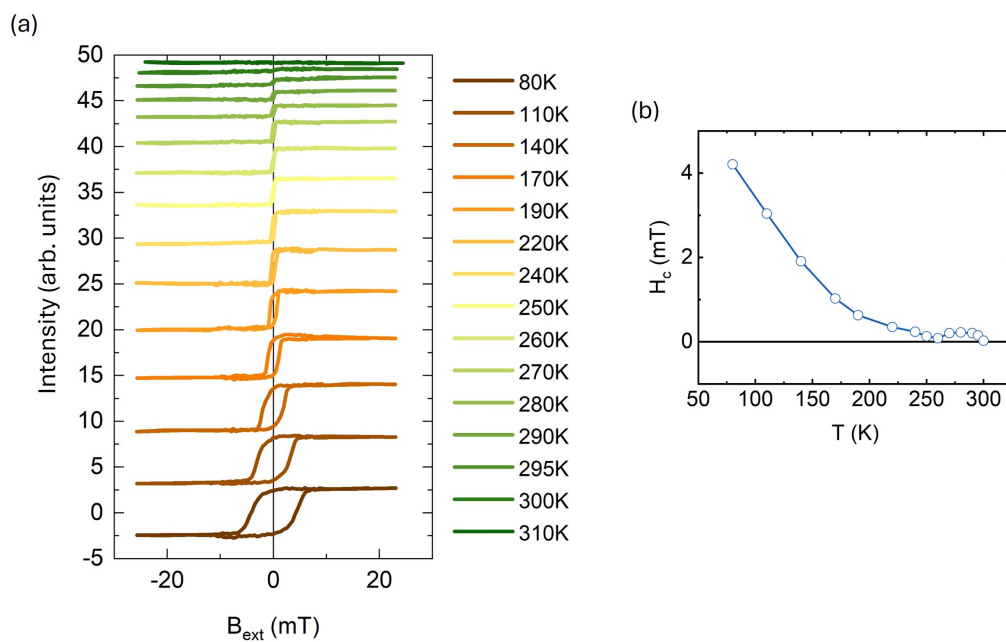 (a)
50
45
40
35
30
25
20
15
10
5
0
-5
Intensity (arb. units)
-20 0 20
B_ext (mT)
80K
110K
140K
170K
190K
220K
240K
250K
260K
270K
280K
290K
295K
300K
310K
(b)
4
2
0
H_c (mT)
50 100 150 200 250 300
T (K)